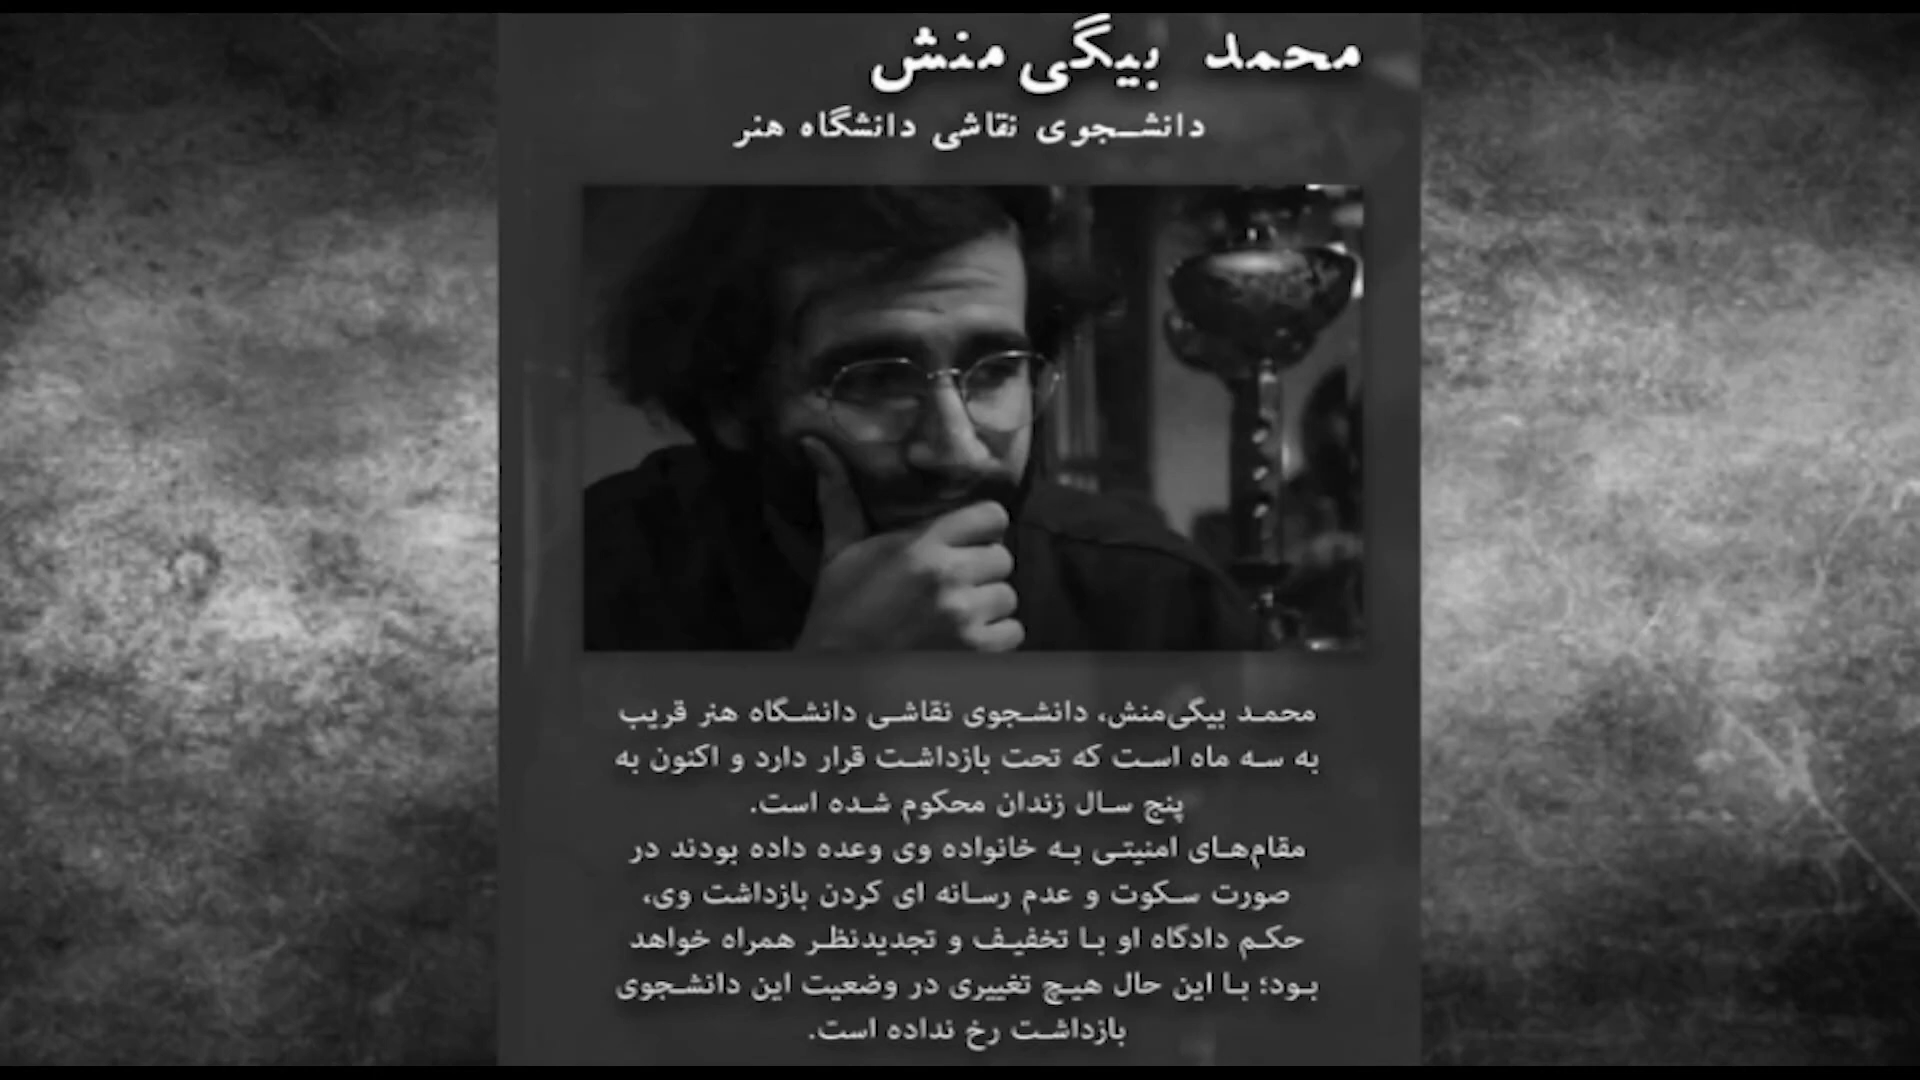 محمد بیگی منش
دانشجوی نقاشی دانشگاه هنر
محمد بیگی‌منش، دانشجوی نقاشی دانشگاه هنر قریب
به سه ماه است که تحت بازداشت قرار دارد و اکنون به
پنج سال زندان محکوم شده است.
مقام‌های امنیتی به خانواده وی وعده داده بودند در
صورت سکوت و عدم رسانه ای کردن بازداشت وی،
حکم دادگاه او با تخفیف و تجدیدنظر همراه خواهد
بود؛ با این حال هیچ تغییری در وضعیت این دانشجوی
بازداشت رخ نداده است.